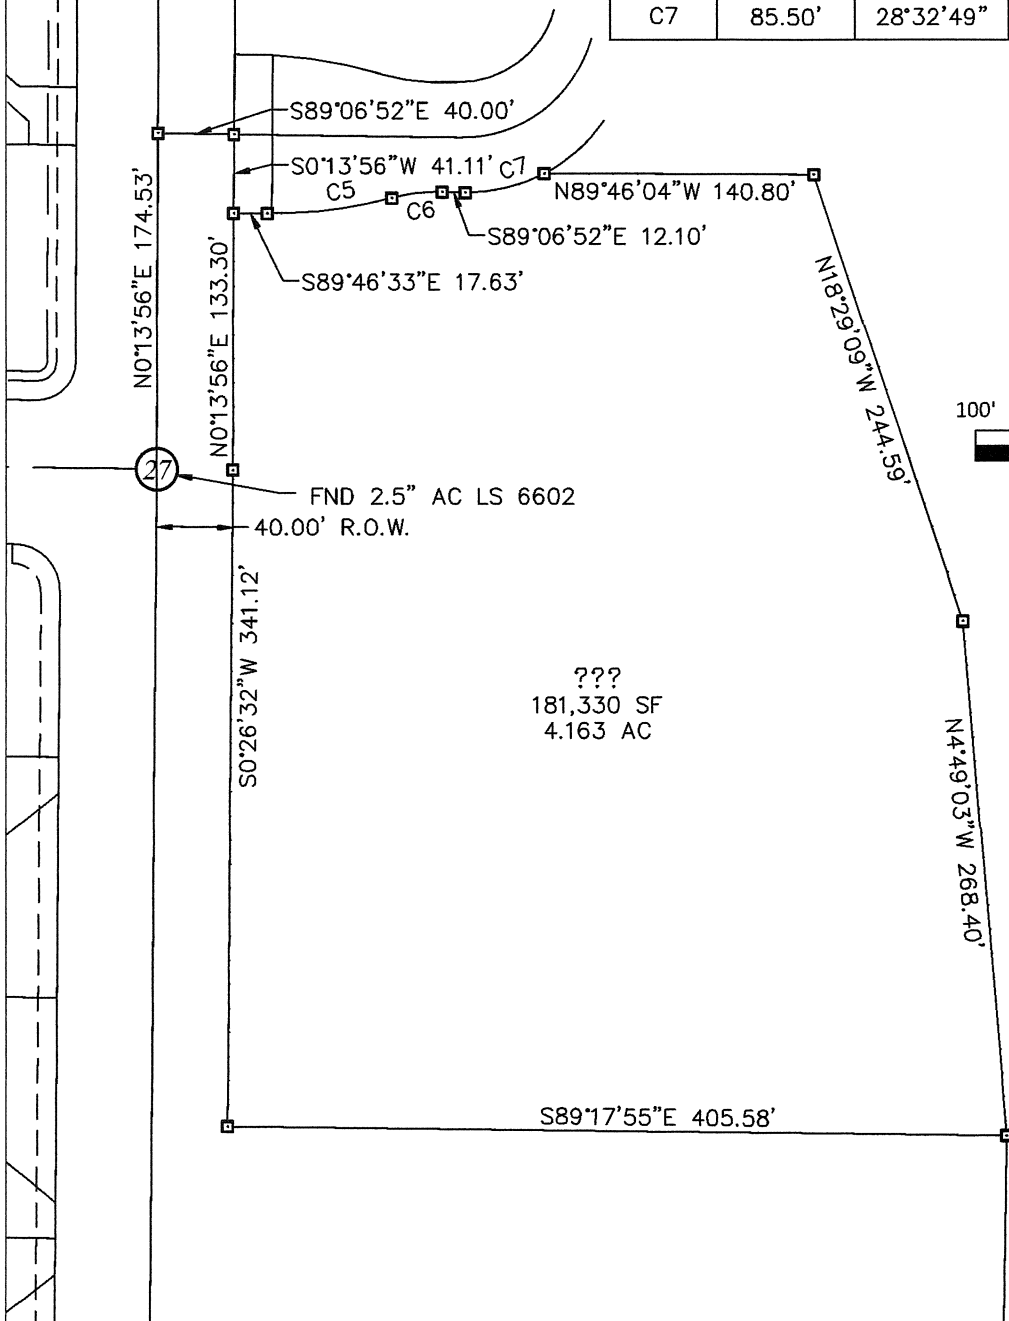 C7 85.50' 28°32'49"
S89°06'52"E 40.00'
S0°13'56"W 41.11'
C7
C5
C6
N89°46'04"W 140.80'
S89°06'52"E 12.10'
S89°46'33"E 17.63'
N0°13'56"E 174.53'
N0°13'56"E 133.30'
N18°29'09"W 244.59'
100'
27
FND 2.5" AC LS 6602
40.00' R.O.W.
S0°26'32"W 341.12'
???
181,330 SF
4.163 AC
N4°49'03"W 268.40'
S89°17'55"E 405.58'